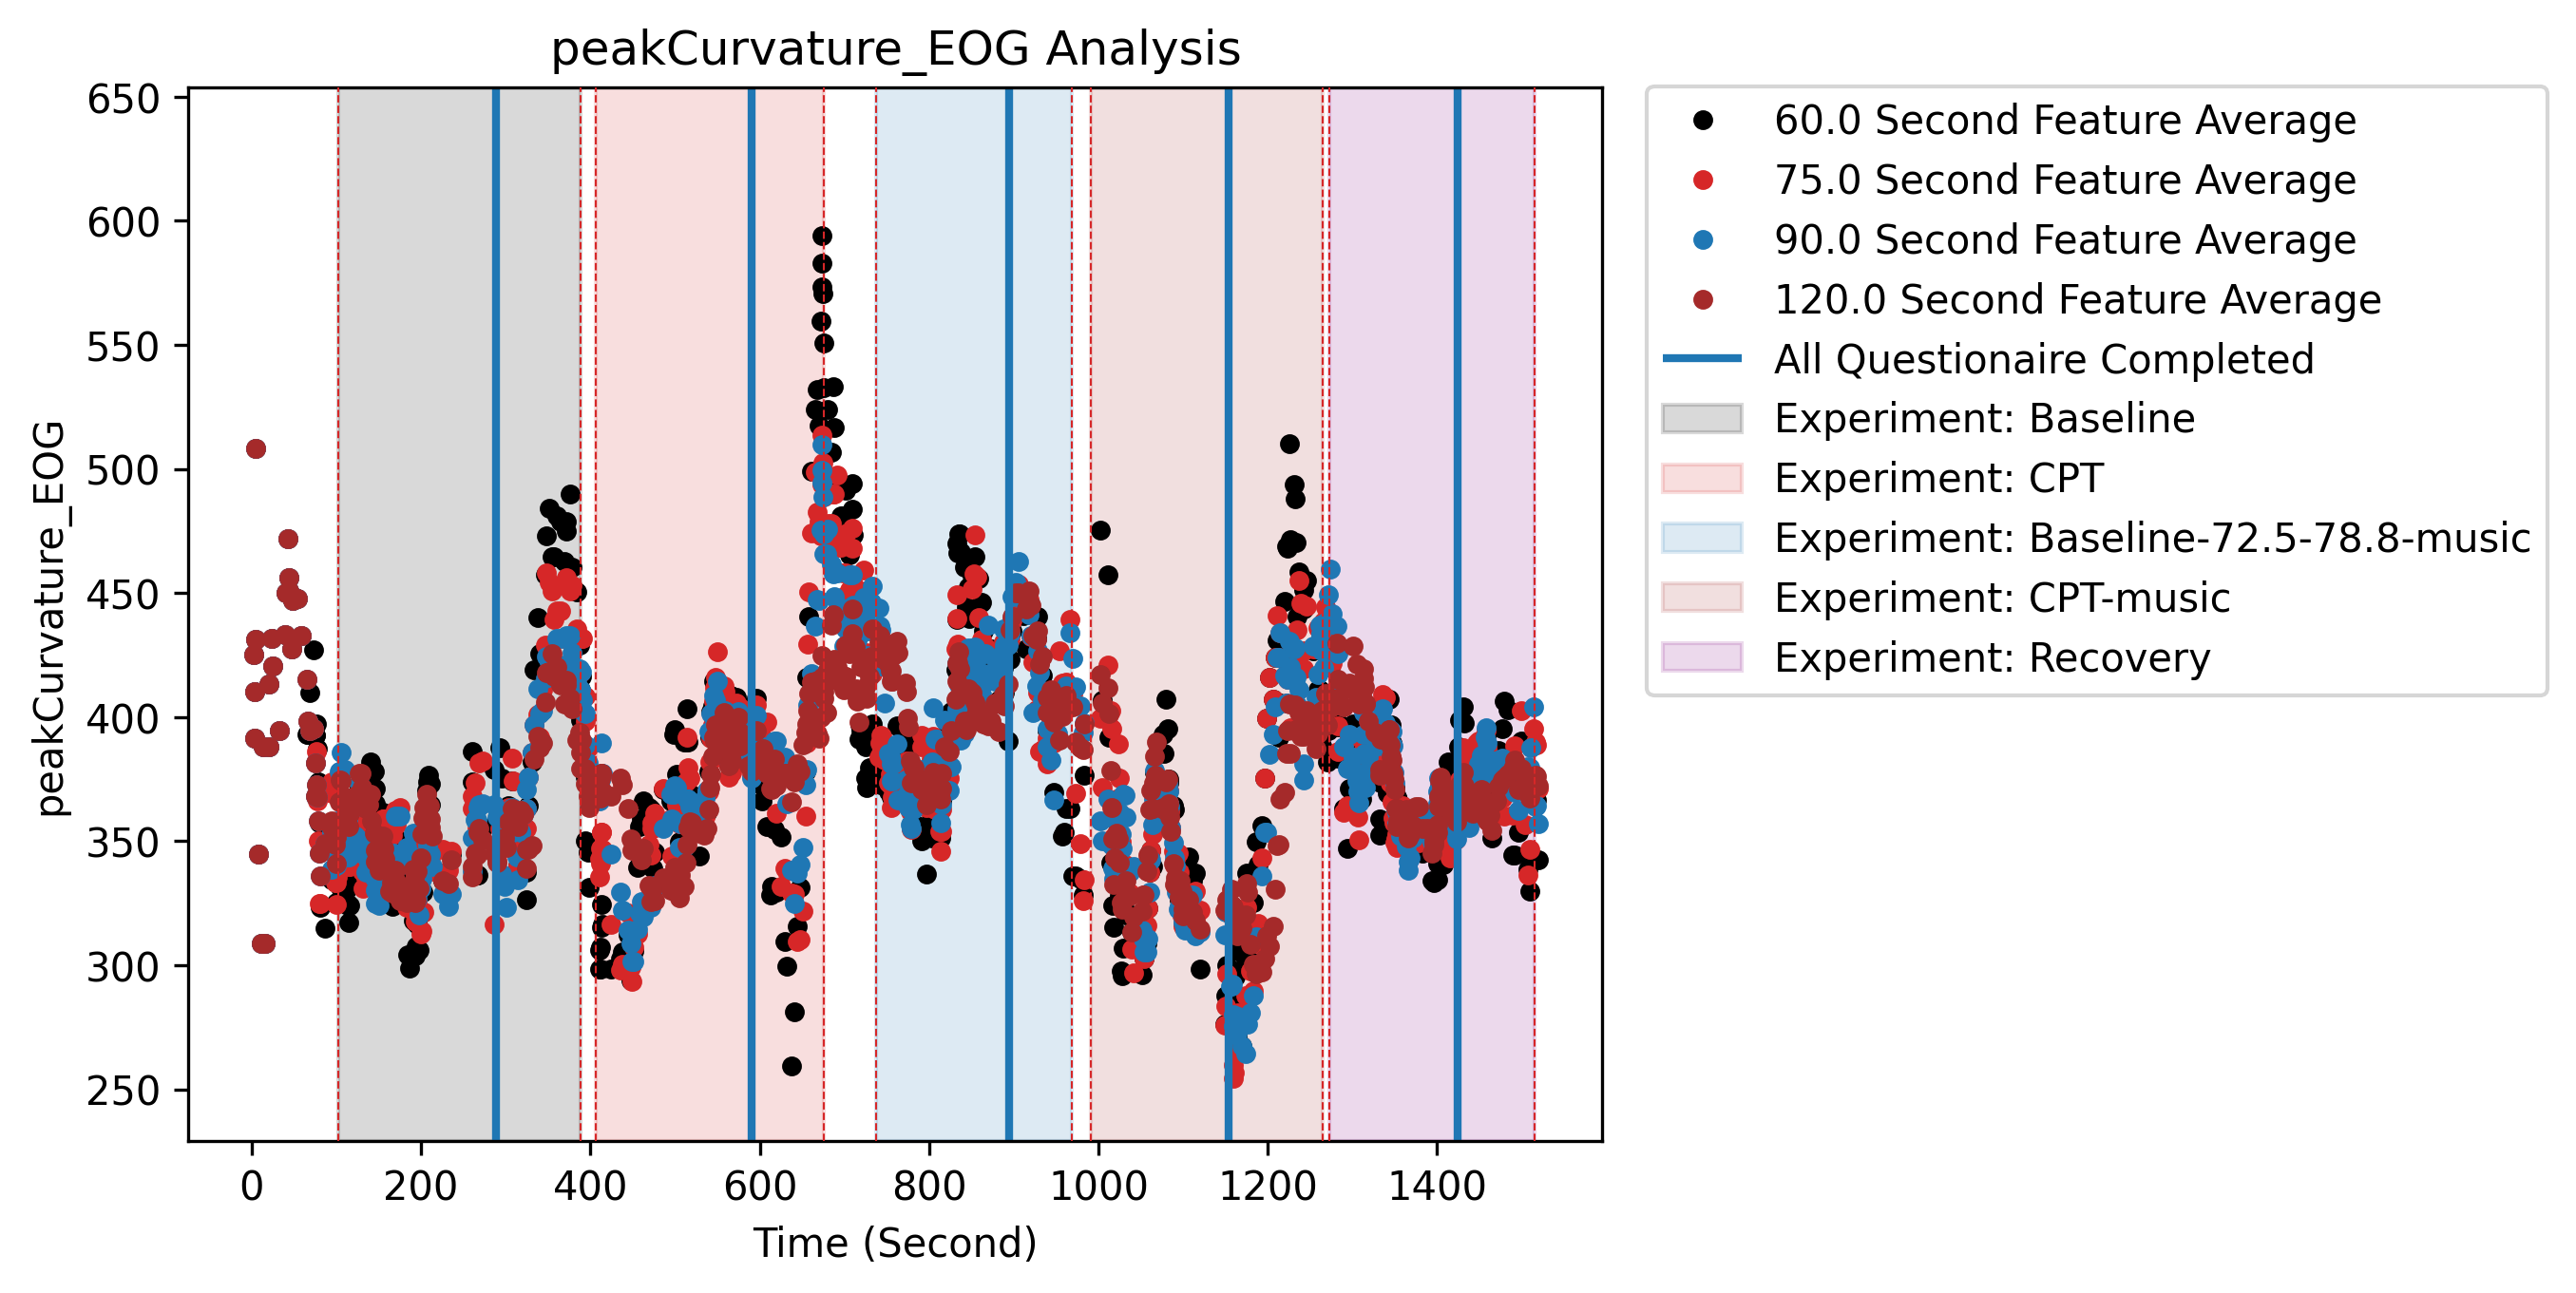 peakCurvature_EOG Analysis
650
600
550
500
450
400
350
300
250
peakCurvature_EOG
0 200 400 600 800 1000 1200 1400
Time (Second)
60.0 Second Feature Average
75.0 Second Feature Average
90.0 Second Feature Average
120.0 Second Feature Average
All Questionaire Completed
Experiment: Baseline
Experiment: CPT
Experiment: Baseline-72.5-78.8-music
Experiment: CPT-music
Experiment: Recovery